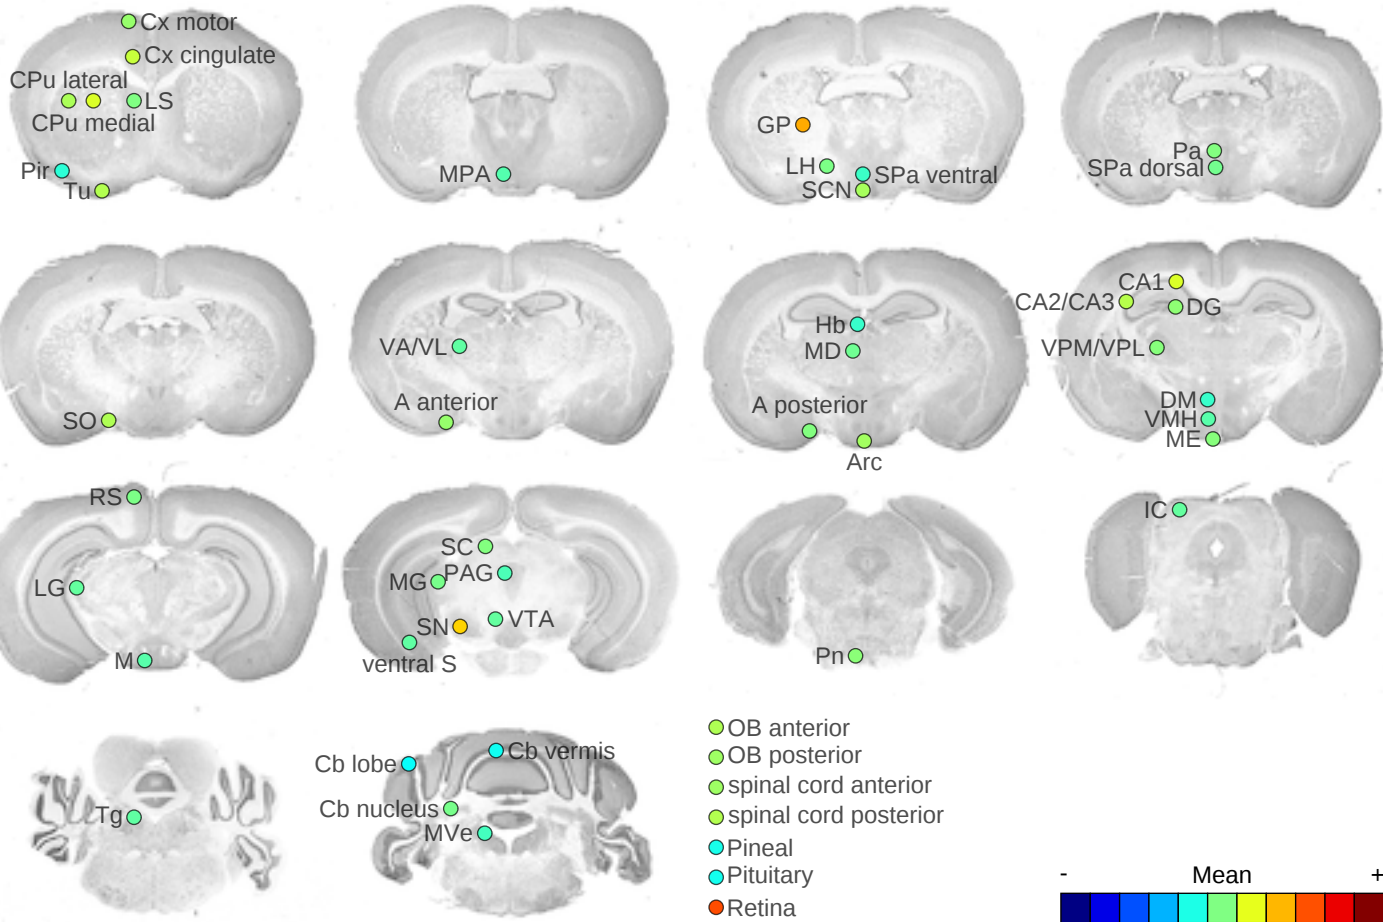 Cx motor
Cx cingulate
CPu lateral
LS
CPu medial
Pir
Tu
MPA
GP
LH
SPa ventral
SCN
Pa
SPa dorsal
SO
VA/VL
A anterior
Hb
MD
A posterior
Arc
CA1
CA2/CA3
DG
VPM/VPL
DM
VMH
ME
RS
LG
M
SC
PAG
MG
SN
VTA
ventral S
Pn
IC
Tg
Cb vermis
Cb lobe
Cb nucleus
MVe
OB anterior
OB posterior
spinal cord anterior
spinal cord posterior
Pineal
Pituitary
Retina
- Mean +